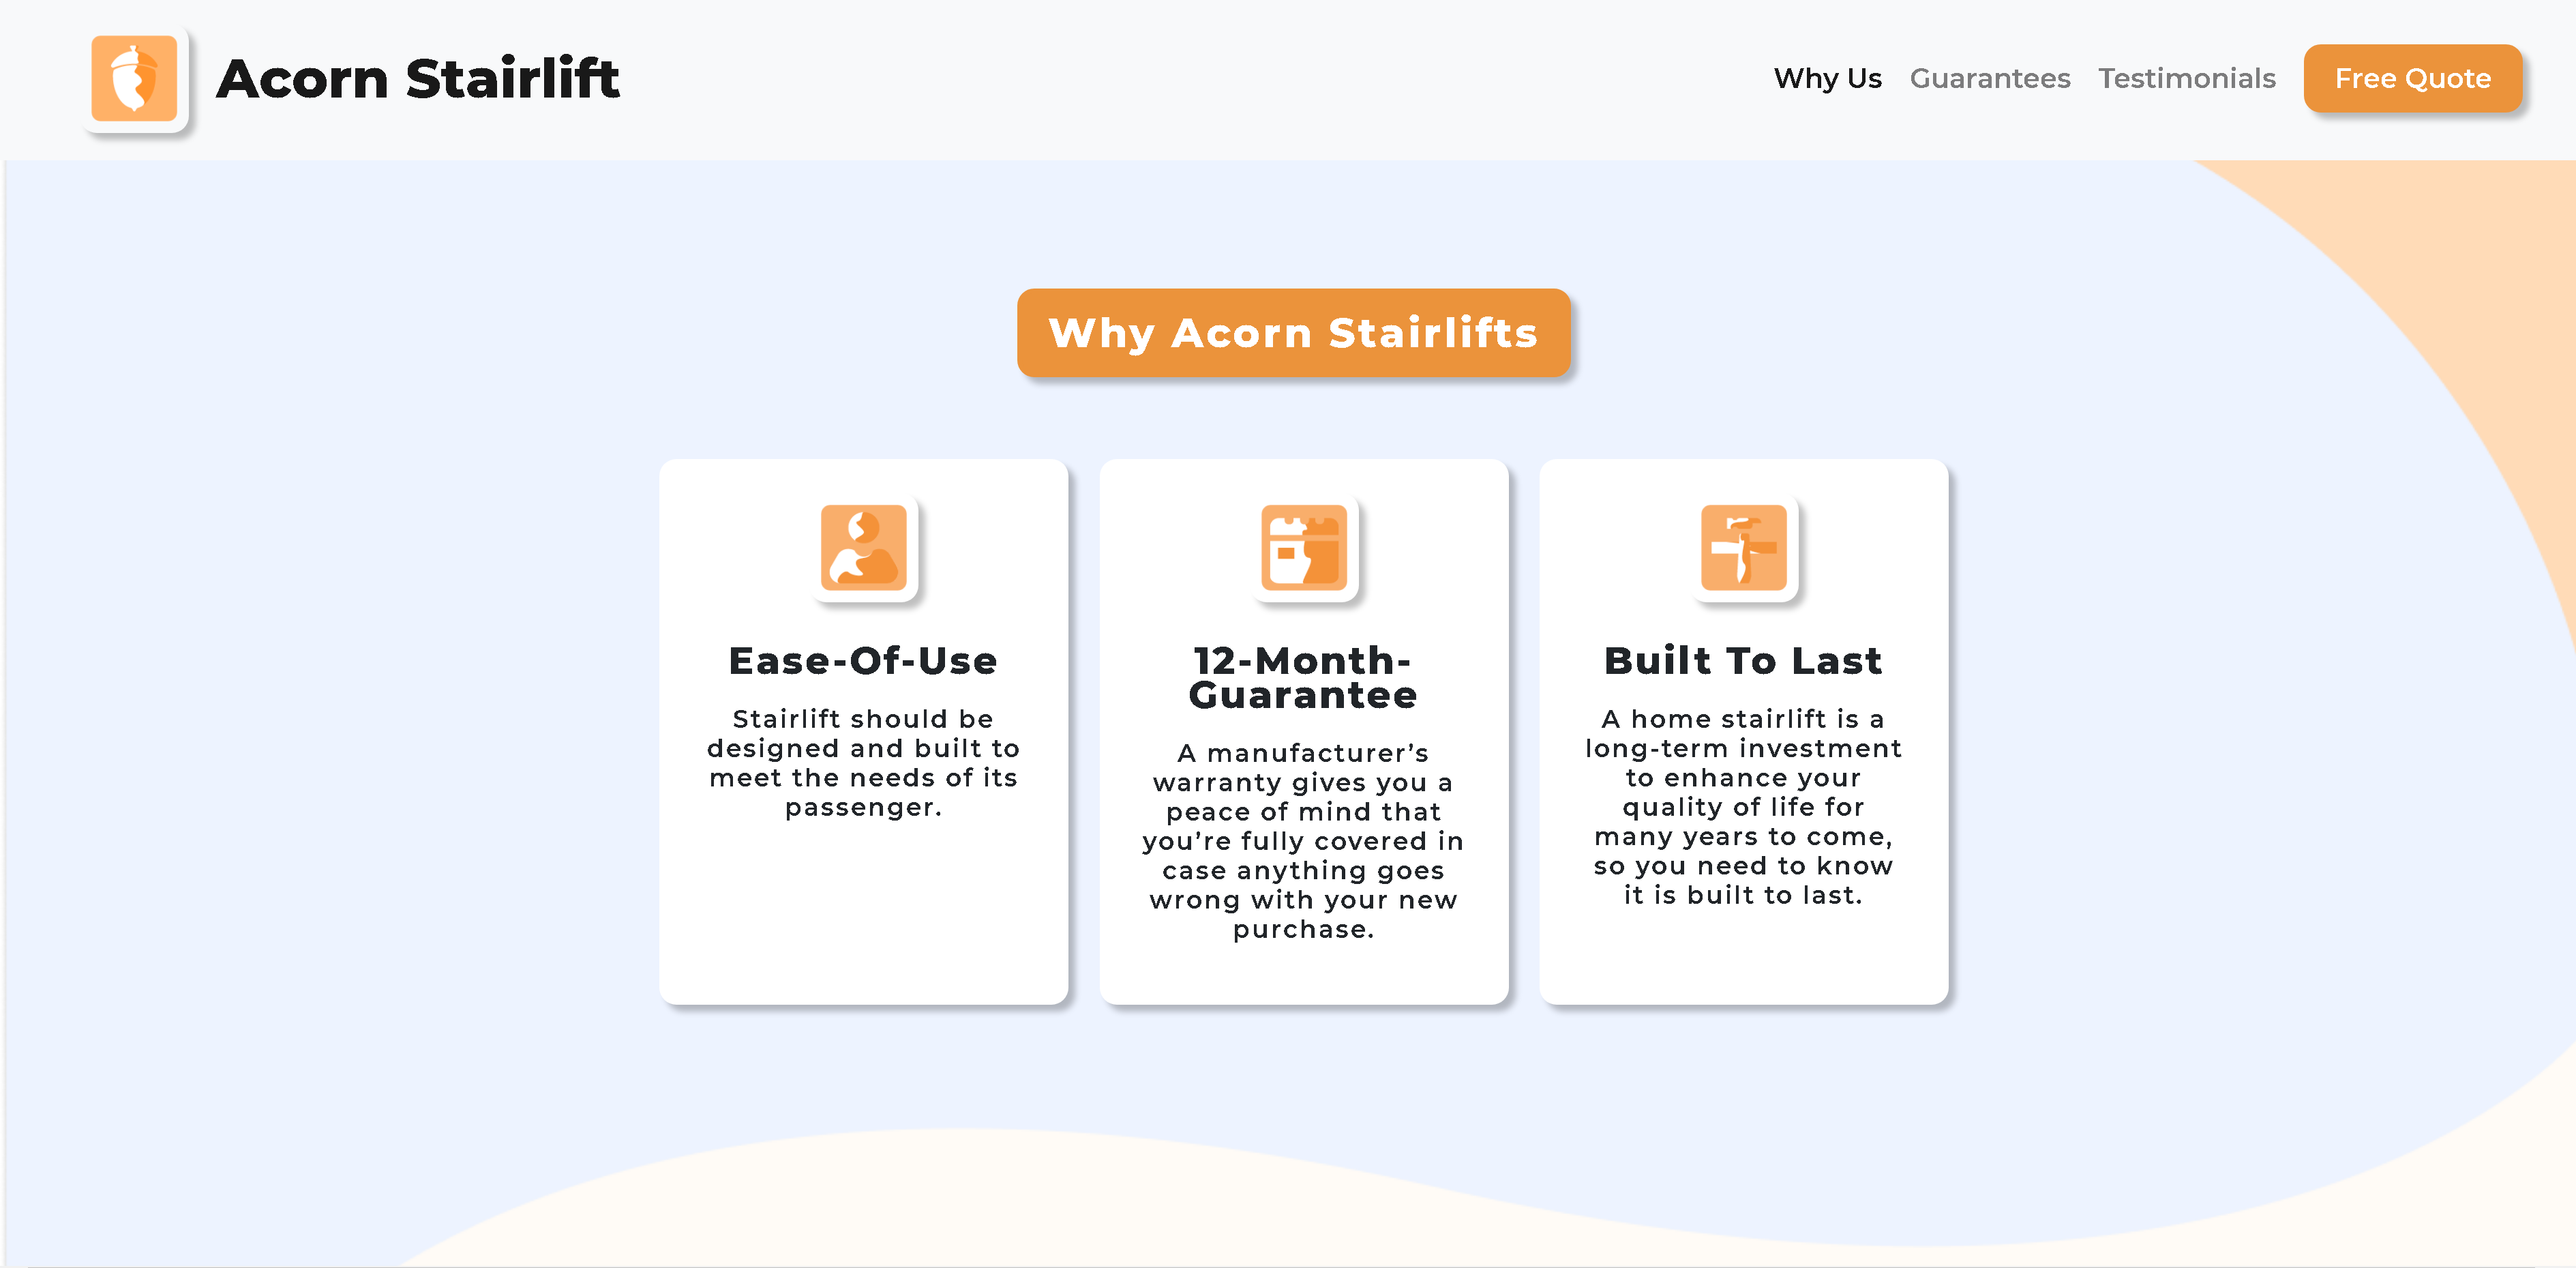 Acorn Stairlift
Why Us
Guarantees
Testimonials
Free Quote
Why Acorn Stairlifts
Ease-Of-Use
Stairlift should be
designed and built to
meet the needs of its
passenger.
12-Month-
Guarantee
A manufacturer’s
warranty gives you a
peace of mind that
you’re fully covered in
case anything goes
wrong with your new
purchase.
Built To Last
A home stairlift is a
long-term investment
to enhance your
quality of life for
many years to come,
so you need to know
it is built to last.